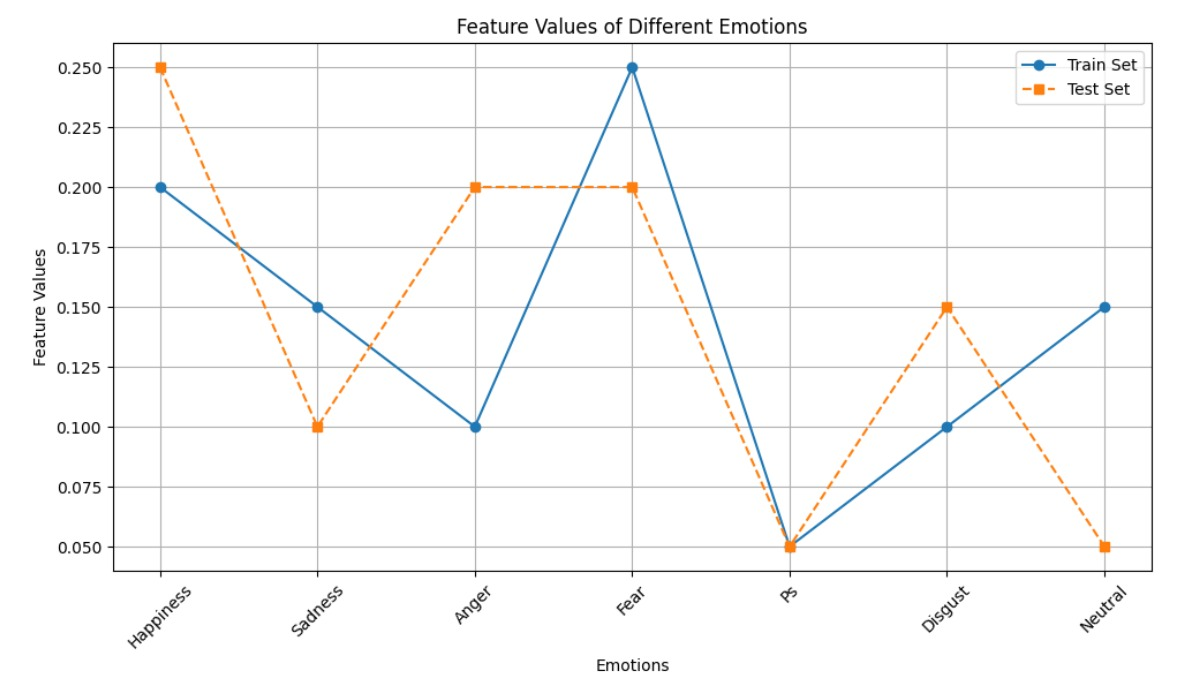 Feature Values of Different Emotions
Train Set
Test Set
0.250
0.225
0.200
0.175
0.150
0.125
0.100
0.075
0.050
Feature Values
Happiness
Sadness
Anger
Fear
Ps
Disgust
Neutral
Emotions